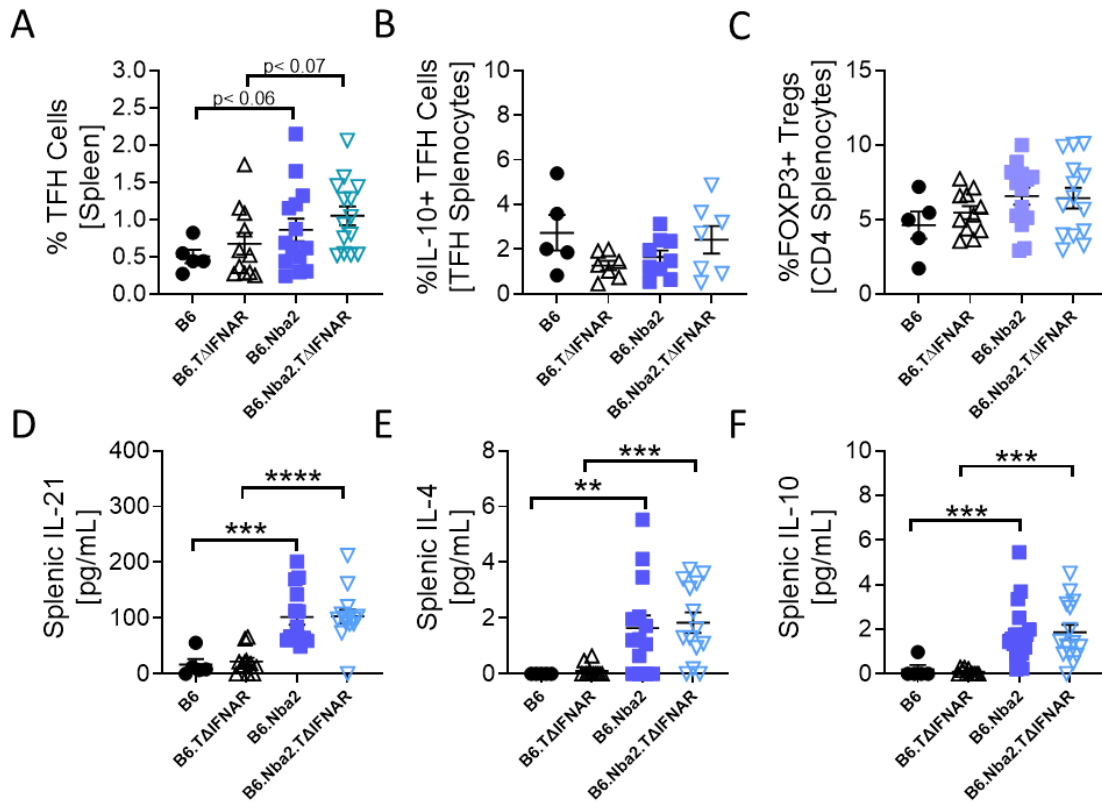 A
% TFH Cells
[Spleen]
3.0
2.5
2.0
1.5
1.0
0.5
0.0
p< 0.07
p< 0.06
B6
B6.TΔIFNAR
B6.Nba2
B6.Nba2.TΔIFNAR
B
%IL-10+ TFH Cells
[TFH Splenocytes]
10
8
6
4
2
0
B6
B6.TΔIFNAR
B6.Nba2
B6.Nba2.TΔIFNAR
C
%FOXP3+ Tregs
[CD4 Splenocytes]
15
10
5
0
B6
B6.TΔIFNAR
B6.Nba2
B6.Nba2.TΔIFNAR
D
Splenic IL-21
[pg/mL]
400
300
200
100
0
****
***
B6
B6.TΔIFNAR
B6.Nba2
B6.Nba2.TΔIFNAR
E
Splenic IL-4
[pg/mL]
8
6
4
2
0
***
**
B6
B6.TΔIFNAR
B6.Nba2
B6.Nba2.TΔIFNAR
F
Splenic IL-10
[pg/mL]
10
8
6
4
2
0
***
***
B6
B6.TΔIFNAR
B6.Nba2
B6.Nba2.TΔIFNAR